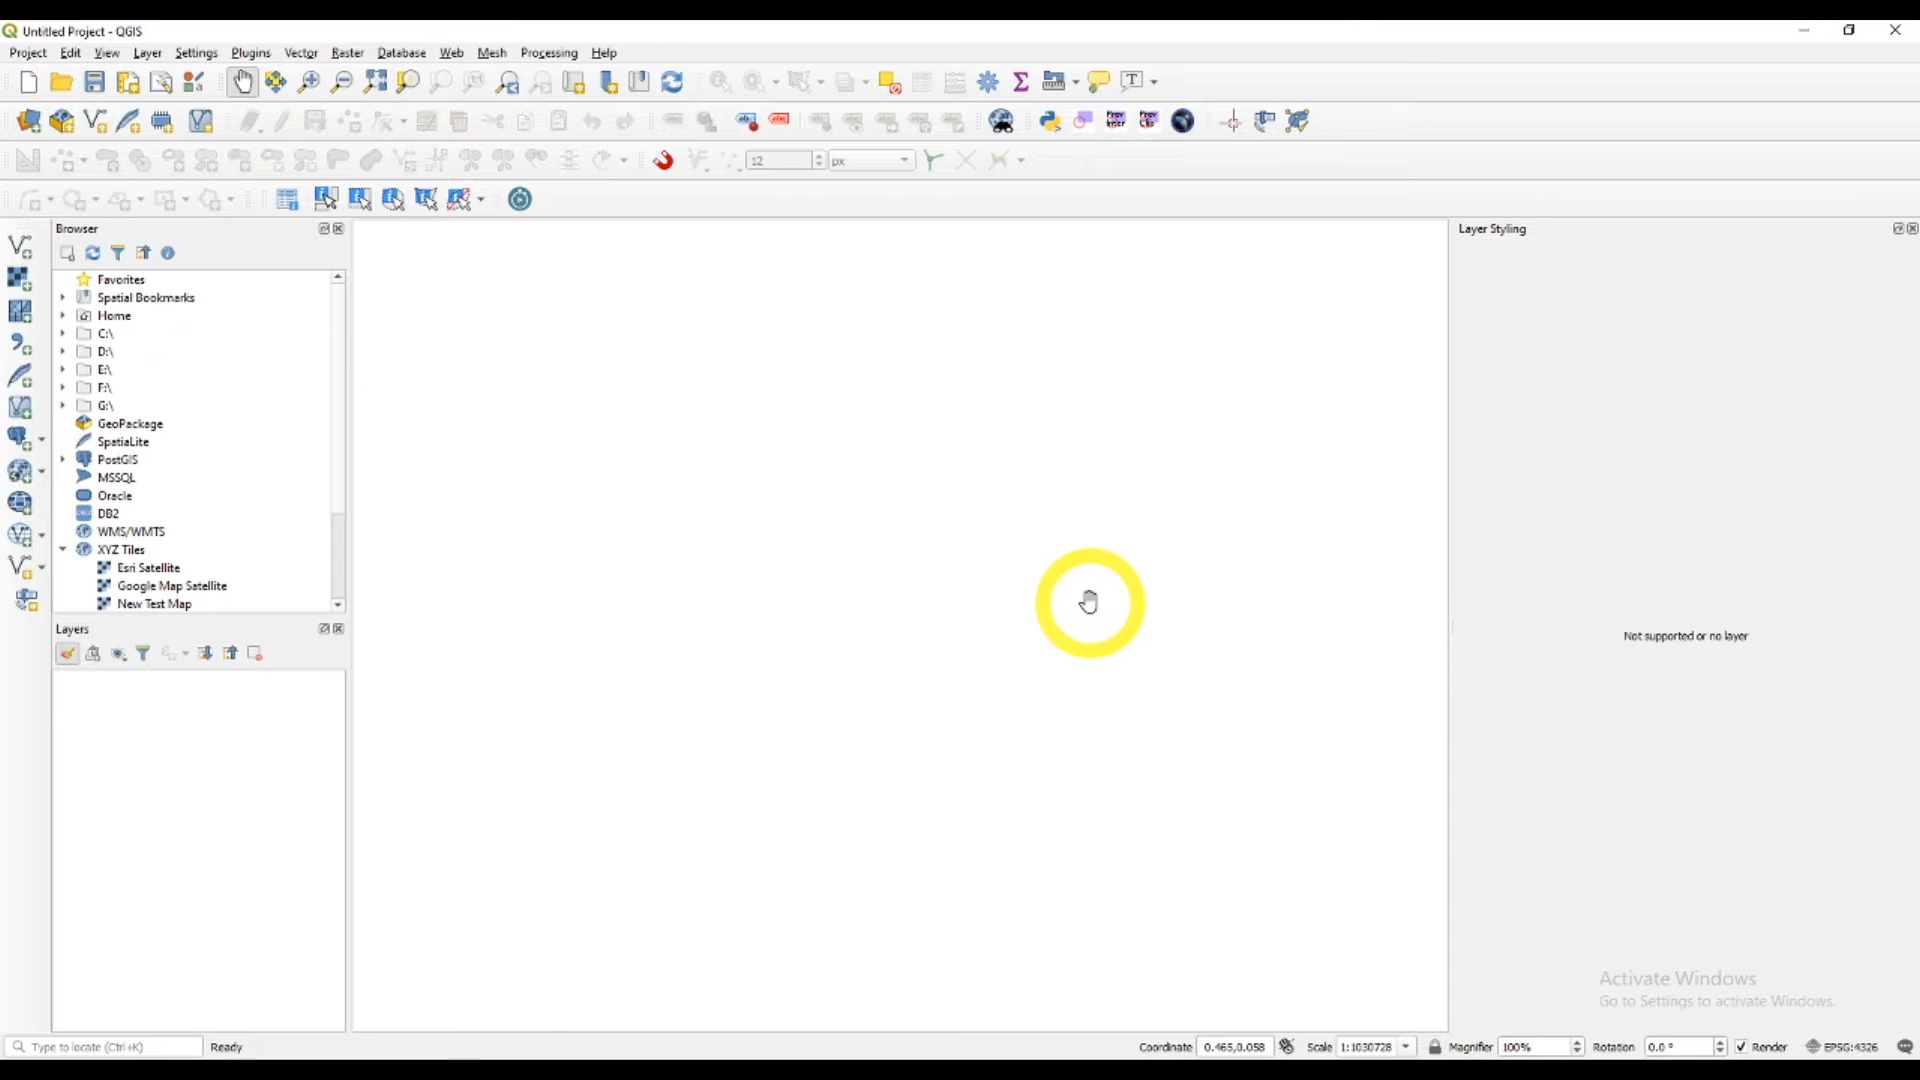 Untitled Project - QGIS
Project Edit View Layer Settings Plugins Vector Raster Database Web Mesh Processing Help
12 px
Browser
Favorites
Spatial Bookmarks
Home
C:\
D:\
E:\
F:\
G:\
GeoPackage
SpatiaLite
PostGIS
MSSQL
Oracle
DB2
WMS/WMTS
XYZ Tiles
Esri Satellite
Google Map Satellite
New Test Map
Layers
Layer Styling
Not supported or no layer
Activate Windows
Go to Settings to activate Windows.
Type to locate (Ctrl+K) Ready Coordinate 0.465,0.058 Scale 1:1030728 Magnifier 100% Rotation 0.0 ° Render EPSG:4326